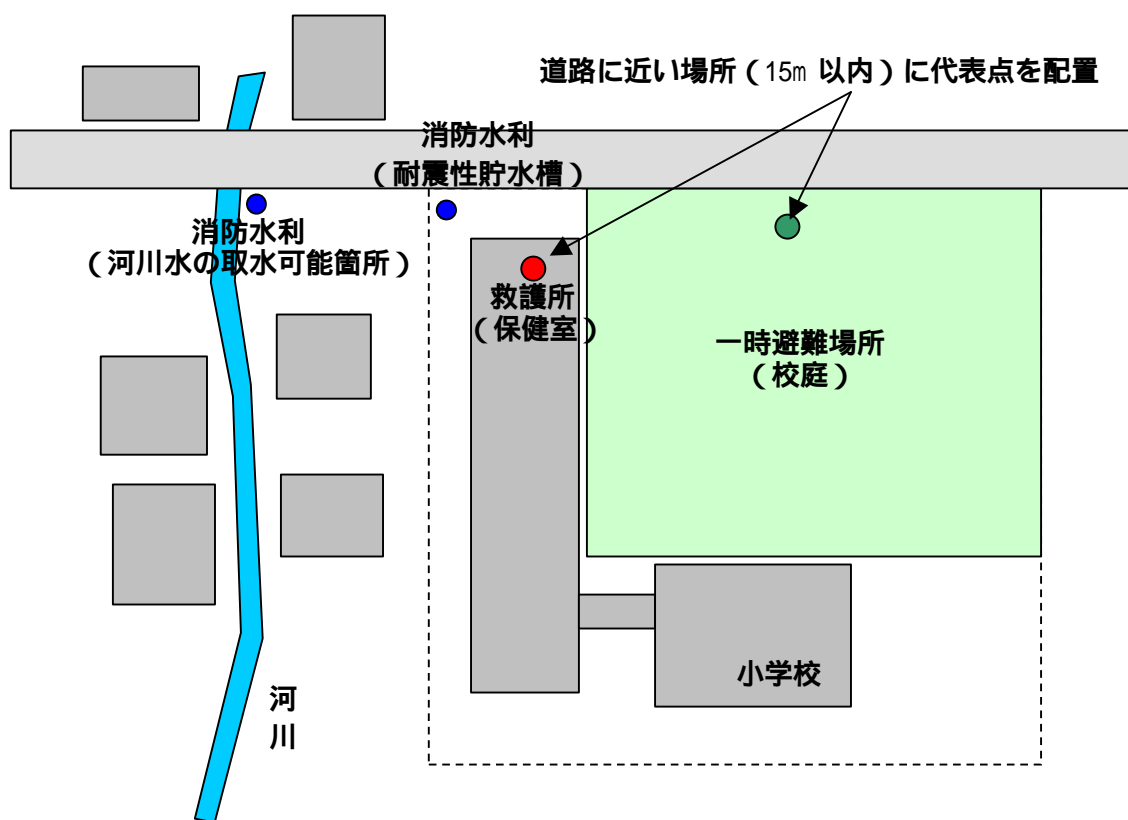 道路に近い場所（15m 以内）に代表点を配置
消防水利
（耐震性貯水槽）
消防水利
（河川水の取水可能箇所）
救護所
（保健室）
一時避難場所
（校庭）
小学校
河
川